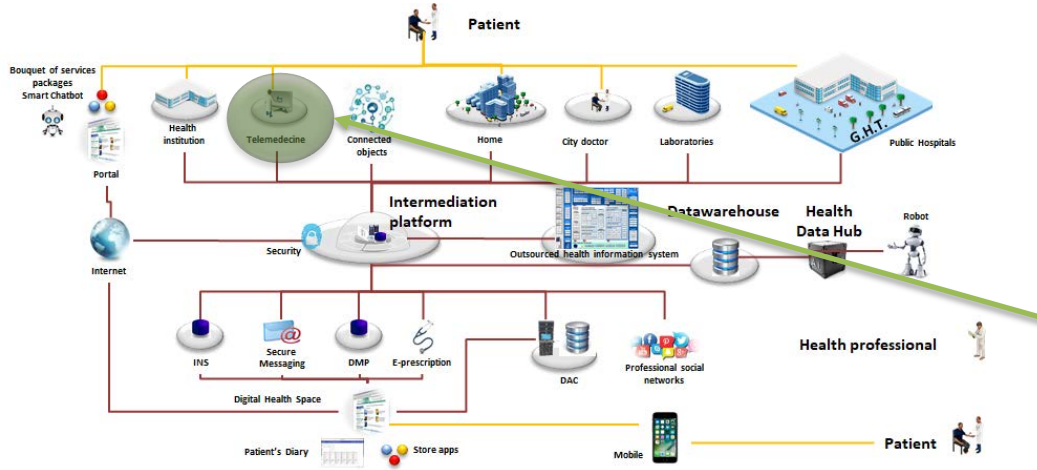 Patient
Bouquet of services
packages
Smart Chatbot
Health
institution
Telemedecine
Connected
objects
Home
City doctor
Laboratories
G.H.T.
Public Hospitals
Portal
Intermediation
platform
Datawarehouse
Health
Data Hub
Robot
Security
Outsourced health information system
Internet
INS
Secure
Messaging
DMP
E-prescription
DAC
Professional social
networks
Health professional
Digital Health Space
Patient's Diary
Store apps
Mobile
Patient